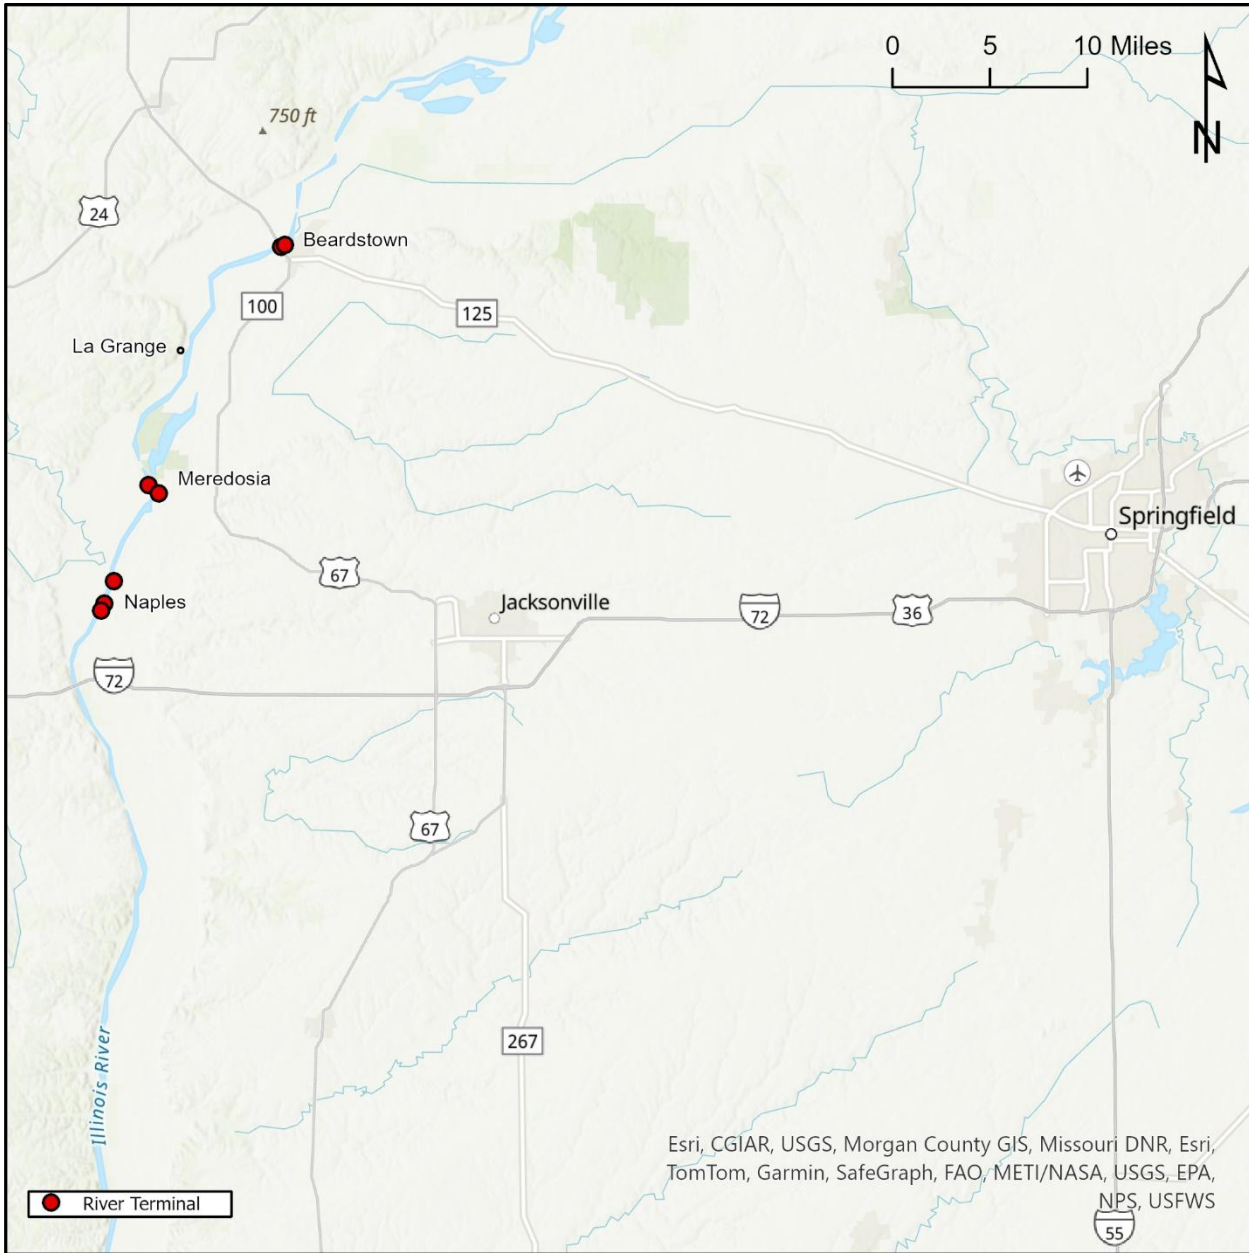 0 5 10 Miles
N
750 ft
24
Beardstown
100
125
La Grange
Meredosia
Springfield
67
Naples
Jacksonville
72
36
72
67
267
Illinois River
Esri, CGIAR, USGS, Morgan County GIS, Missouri DNR, Esri,
TomTom, Garmin, SafeGraph, FAO, METI/NASA, USGS, EPA,
NPS, USFWS
River Terminal
55